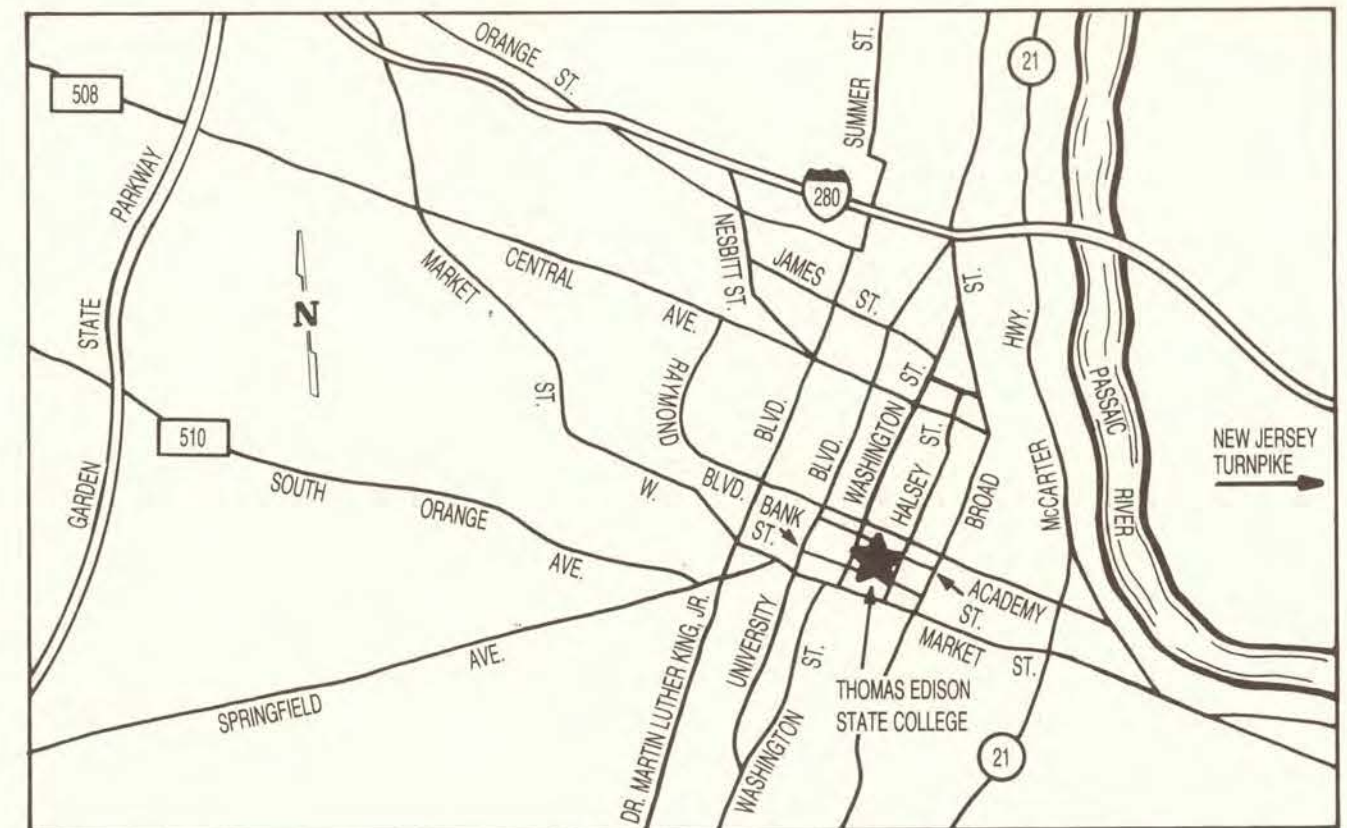 ORANGE ST.
SUMMER ST.
21
508
PARKWAY
280
NESBITT ST.
MARKET
CENTRAL
JAMES ST.
ST.
STATE
N
AVE.
HWY.
PASSAIC
RAYMOND
ST.
ST.
BLVD.
510
WASHINGTON
BLVD.
HALSEY ST.
NEW JERSEY
TURNPIKE
GARDEN
SOUTH
ORANGE
W.
BLVD.
BANK
ST.
BROAD
McCARTER
RIVER
AVE.
ACADEMY
ST.
DR. MARTIN LUTHER KING, JR.
UNIVERSITY
ST.
MARKET
ST.
AVE.
SPRINGFIELD
THOMAS EDISON
STATE COLLEGE
WASHINGTON
21